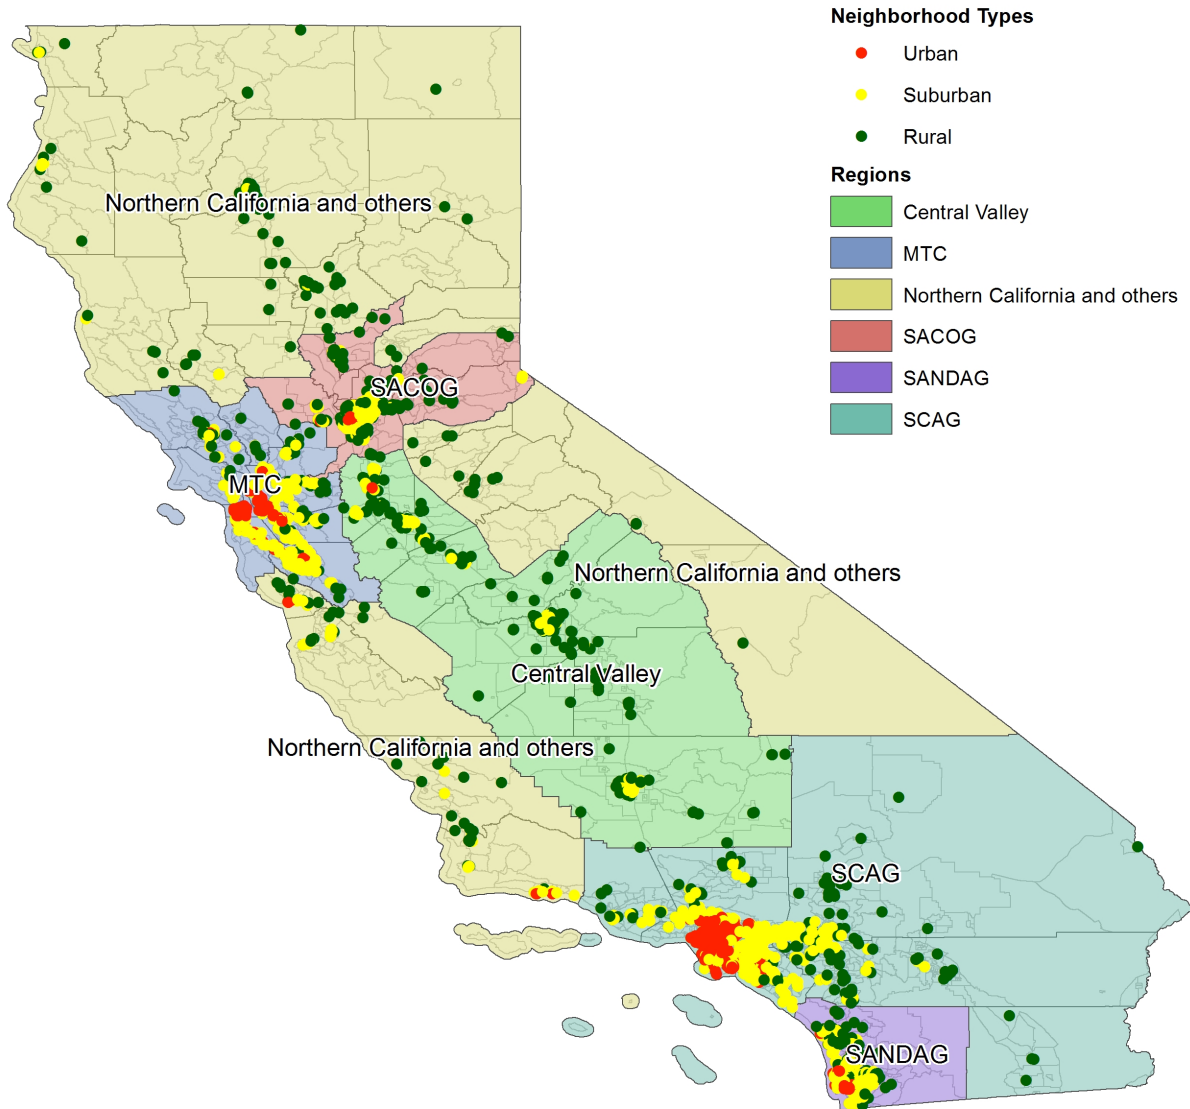 Neighborhood Types
Urban
Suburban
Rural
Regions
Central Valley
MTC
Northern California and others
SACOG
SANDAG
SCAG
Northern California and others
SACOG
MTC
Northern California and others
Central Valley
Northern California and others
SCAG
SANDAG